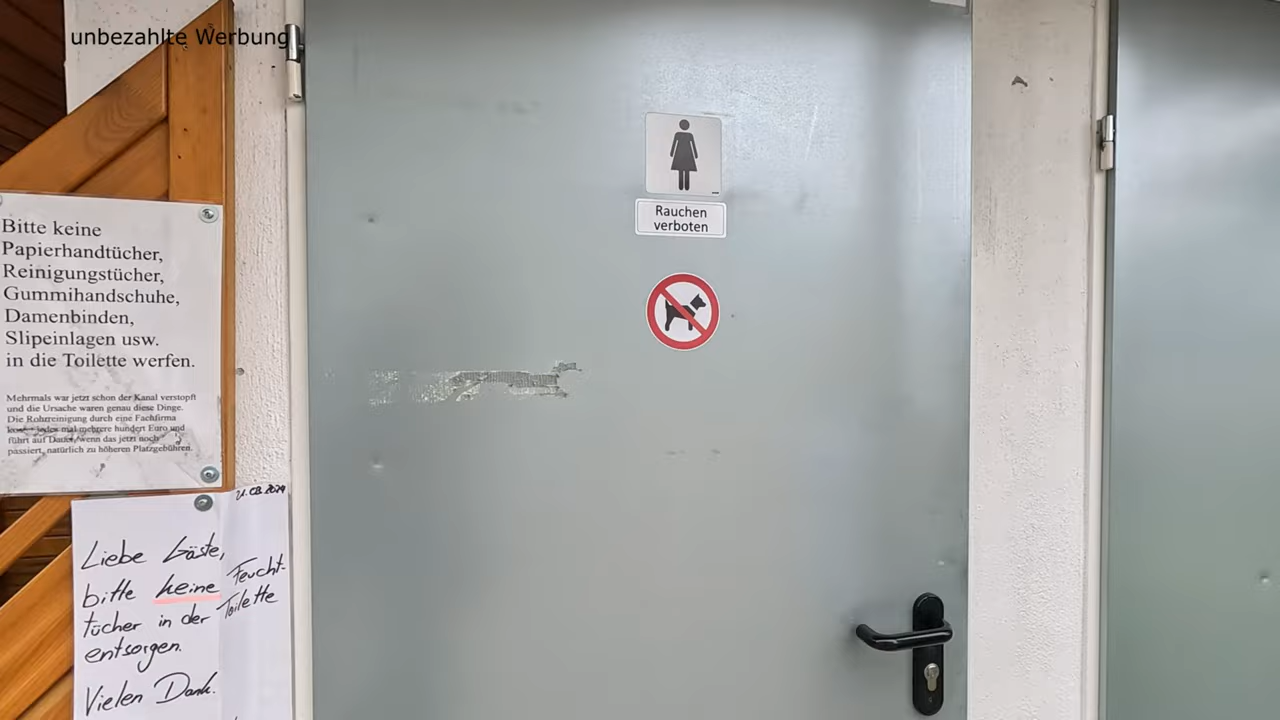 unbezahlte Werbung
Bitte keine
Papierhandtücher,
Reinigungstücher,
Gummihandschuhe,
Damenbinden,
Slipeinlagen usw.
in die Toilette werfen.
Mehrmals war jetzt schon der Kanal verstopft
und die Ursache waren genau diese Dinge.
Die Rohrreinigung durch eine Fachfirma
jedes mal mehrere hundert Euro und
führt auf Dauer, wenn das jetzt noch
passiert, natürlich zu höheren Platzgebühren.
Liebe Gäste,
bitte keine Feucht-
tücher in der Toilette
entsorgen.
Vielen Dank.
Rauchen
verboten